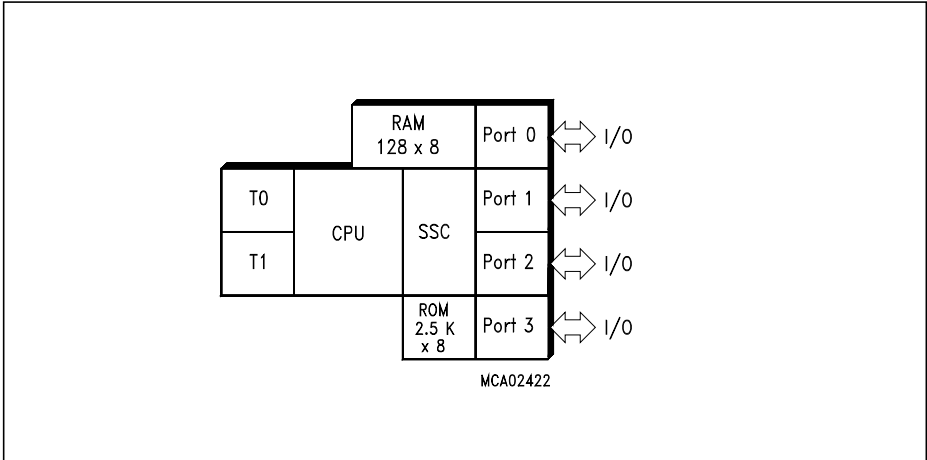 RAM
128 x 8
Port 0
I/O
T0
CPU
SSC
Port 1
I/O
T1
Port 2
I/O
ROM
2.5 K
x 8
Port 3
I/O
MCA02422